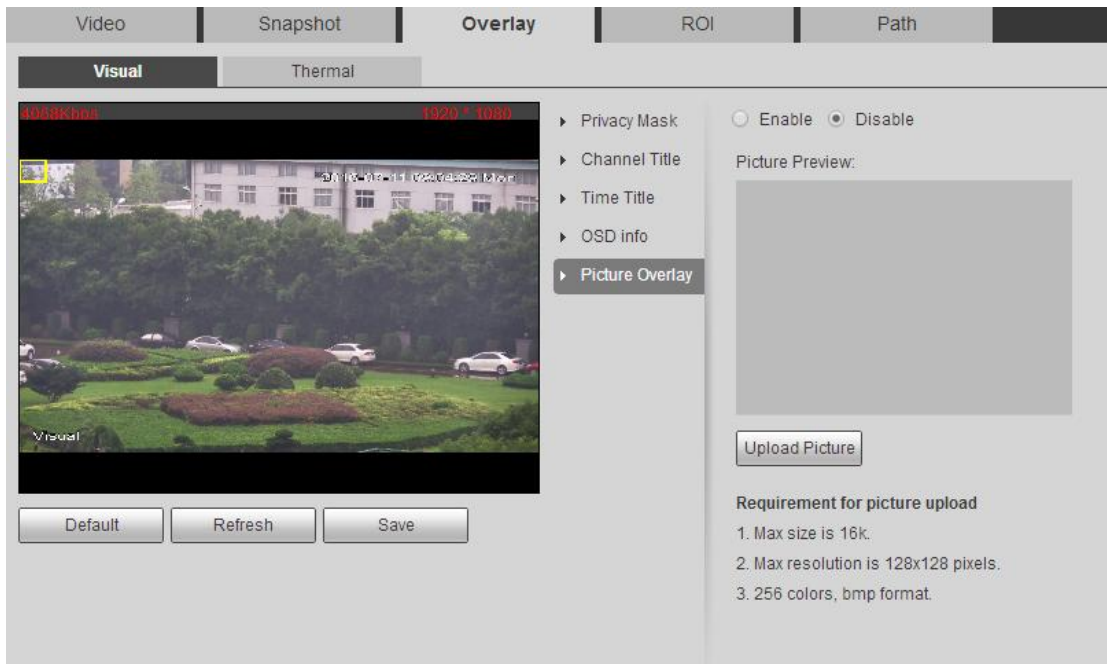 Video Snapshot Overlay ROI Path
Visual Thermal
4068Kbps 1920 * 1080
Mon
Visual
Privacy Mask
Channel Title
Time Title
OSD info
Picture Overlay
Enable Disable
Picture Preview:
Upload Picture
Requirement for picture upload
1. Max size is 16k.
2. Max resolution is 128x128 pixels.
3. 256 colors, bmp format.
Default Refresh Save